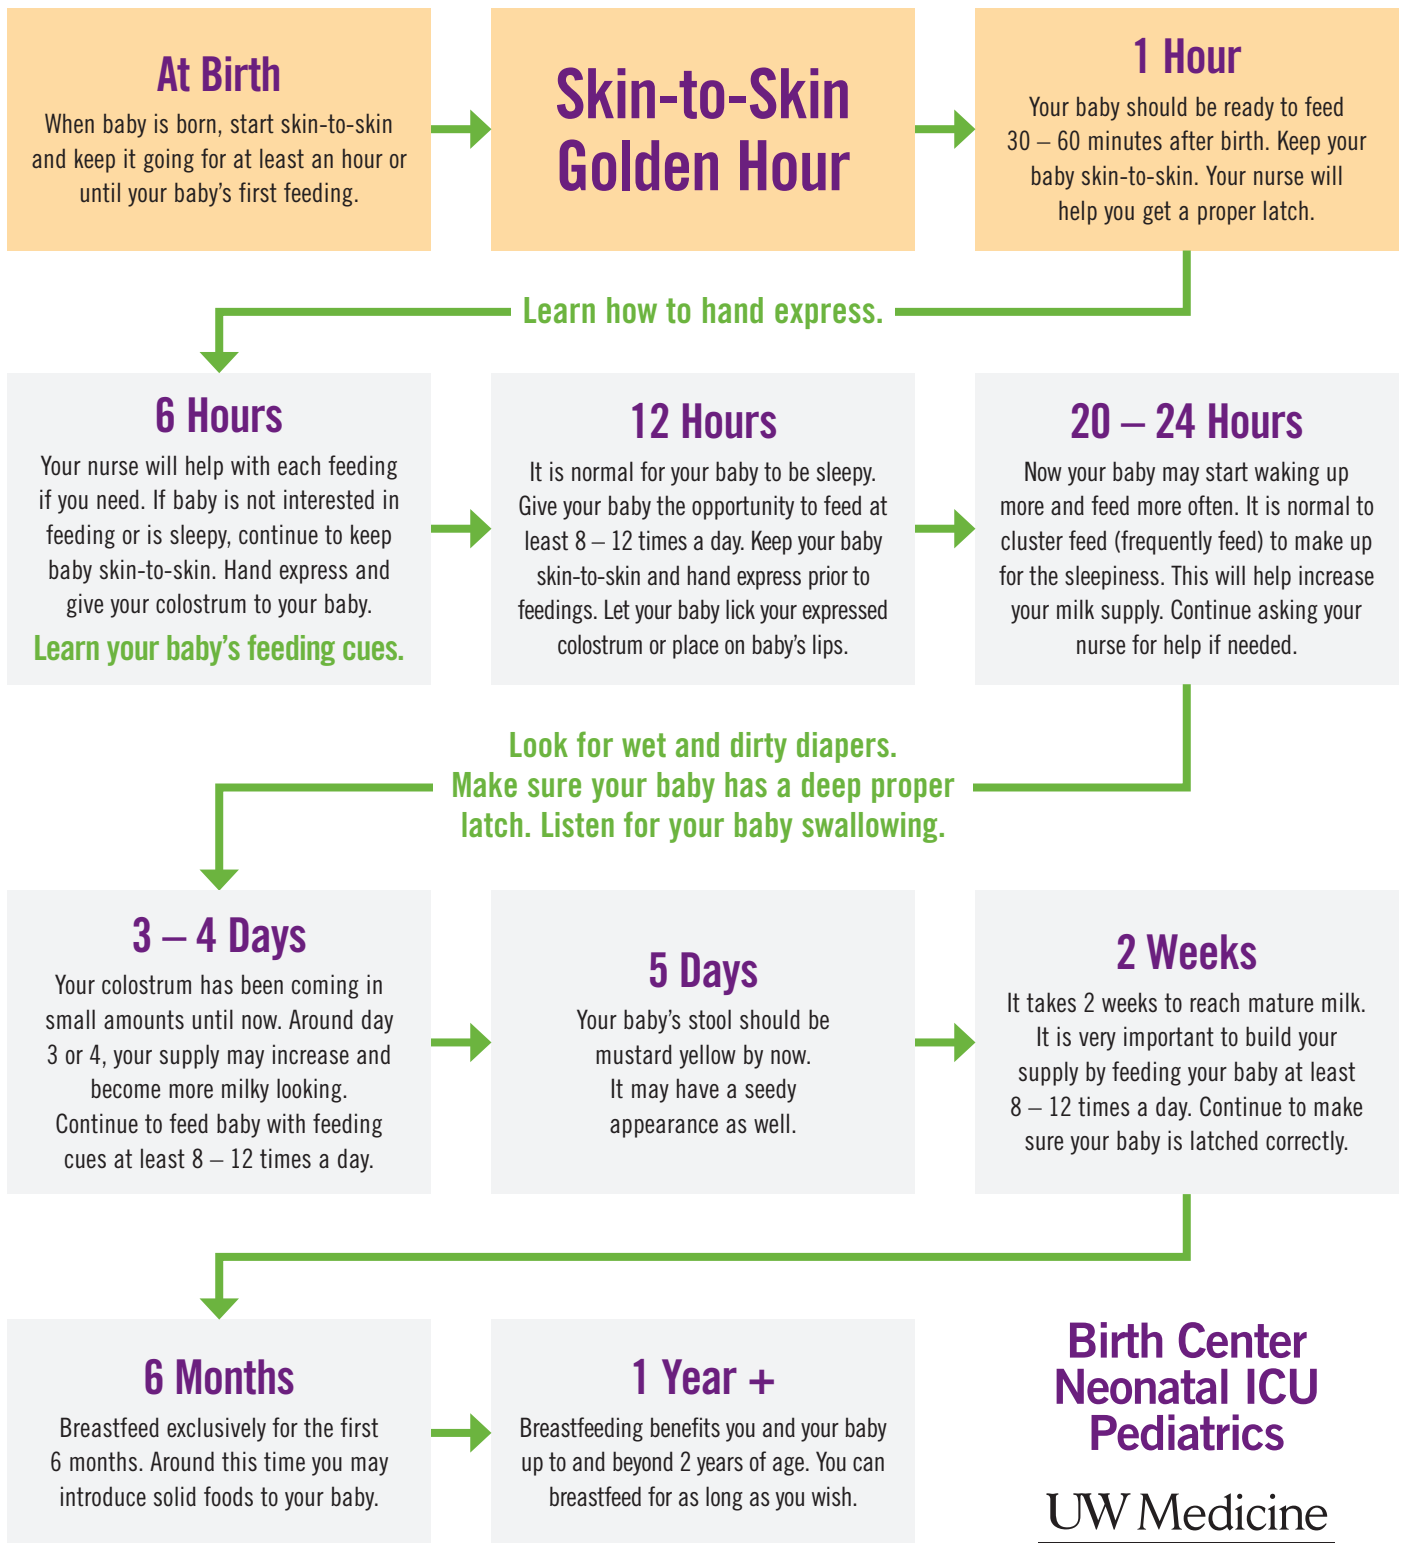 At Birth
When baby is born, start skin-to-skin
and keep it going for at least an hour or
until your baby's first feeding.
Skin-to-Skin
Golden Hour
1 Hour
Your baby should be ready to feed
30 – 60 minutes after birth. Keep your
baby skin-to-skin. Your nurse will
help you get a proper latch.
Learn how to hand express.
6 Hours
Your nurse will help with each feeding
if you need. If baby is not interested in
feeding or is sleepy, continue to keep
baby skin-to-skin. Hand express and
give your colostrum to your baby.
Learn your baby's feeding cues.
12 Hours
It is normal for your baby to be sleepy.
Give your baby the opportunity to feed at
least 8 – 12 times a day. Keep your baby
skin-to-skin and hand express prior to
feedings. Let your baby lick your expressed
colostrum or place on baby's lips.
20 – 24 Hours
Now your baby may start waking up
more and feed more often. It is normal to
cluster feed (frequently feed) to make up
for the sleepiness. This will help increase
your milk supply. Continue asking your
nurse for help if needed.
Look for wet and dirty diapers.
Make sure your baby has a deep proper
latch. Listen for your baby swallowing.
3 – 4 Days
Your colostrum has been coming in
small amounts until now. Around day
3 or 4, your supply may increase and
become more milky looking.
Continue to feed baby with feeding
cues at least 8 – 12 times a day.
5 Days
Your baby's stool should be
mustard yellow by now.
It may have a seedy
appearance as well.
2 Weeks
It takes 2 weeks to reach mature milk.
It is very important to build your
supply by feeding your baby at least
8 – 12 times a day. Continue to make
sure your baby is latched correctly.
6 Months
Breastfeed exclusively for the first
6 months. Around this time you may
introduce solid foods to your baby.
1 Year +
Breastfeeding benefits you and your baby
up to and beyond 2 years of age. You can
breastfeed for as long as you wish.
Birth Center
Neonatal ICU
Pediatrics
UW Medicine